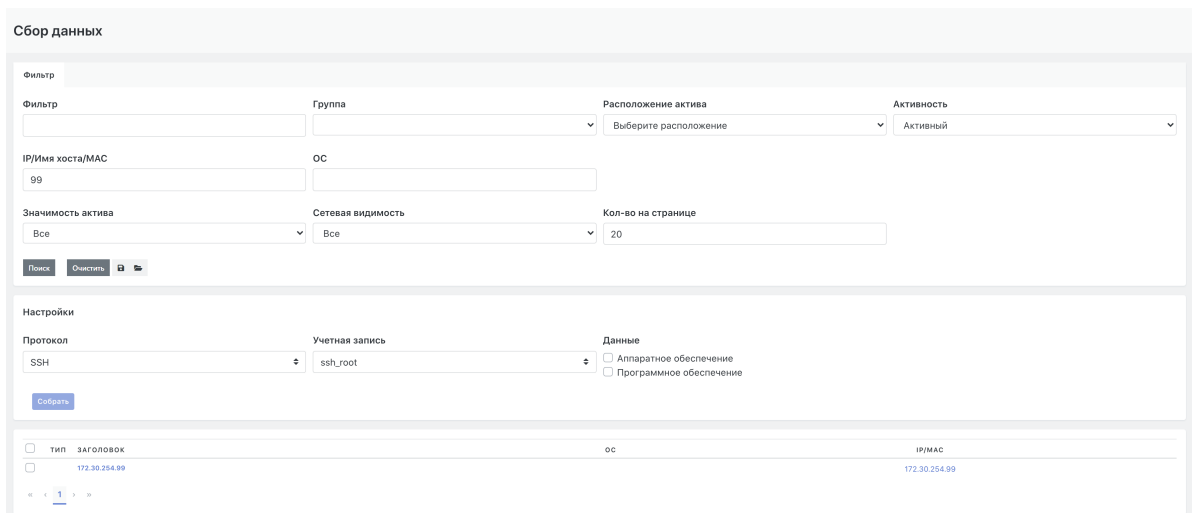 Сбор данных
Фильтр
Фильтр Группа Расположение актива Активность
Выберите расположение Активный
IP/Имя хоста/MAC ОС
99
Значимость актива Сетевая видимость Кол-во на странице
Все Все 20
Поиск Очистить
Настройки
Протокол Учетная запись Данные
SSH ssh_root Аппаратное обеспечение
Программное обеспечение
Собрать
ТИП ЗАГОЛОВОК ОС IP/MAC
172.30.254.99 172.30.254.99
« ‹ 1 › »